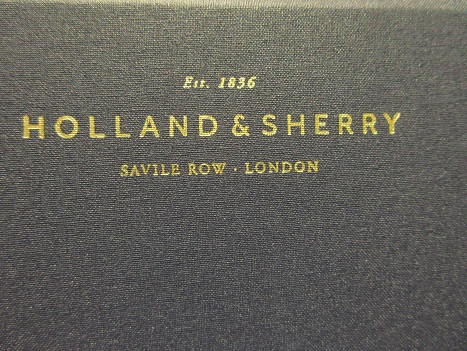 Est. 1836
HOLLAND & SHERRY
SAVILE ROW · LONDON